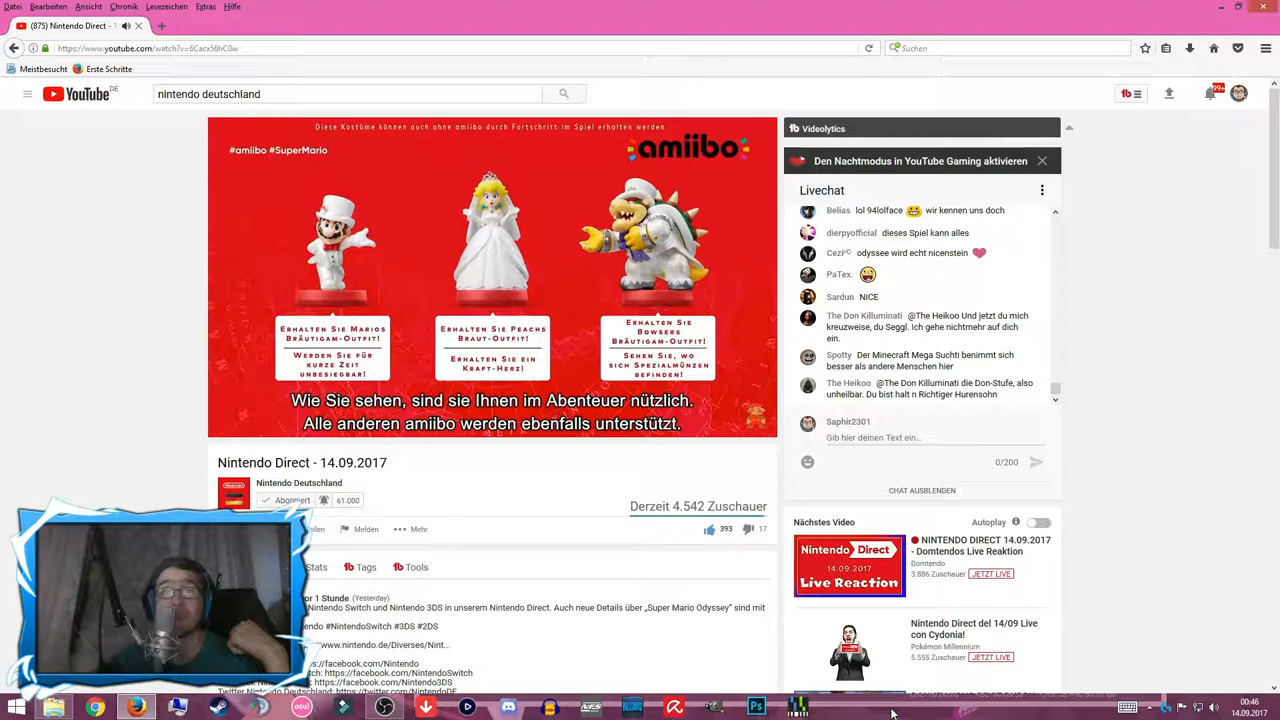 Datei Bearbeiten Ansicht Chronik Lesezeichen Extras Hilfe
(875) Nintendo Direct - 1
https://www.youtube.com/watch?v=6Cacx56hC0w
Suchen
Meistbesucht Erste Schritte
YouTube DE
nintendo deutschland
99+
Diese Kostüme können auch ohne amiibo durch Fortschritt im Spiel erhalten werden.
#amiibo #SuperMario
amiibo
Erhalten Sie Marios Bräutigam-Outfit!
Werden Sie für kurze Zeit unbesiegbar!
Erhalten Sie Peachs Braut-Outfit!
Erhalten Sie ein Kraft-Herz!
Erhalten Sie Bowsers Bräutigam-Outfit!
Sehen Sie, wo sich Spezialmünzen befinden!
Wie Sie sehen, sind sie Ihnen im Abenteuer nützlich.
Alle anderen amiibo werden ebenfalls unterstützt.
Nintendo Direct - 14.09.2017
Nintendo Deutschland
Abonniert 61.000
Derzeit 4.542 Zuschauer
Melden Mehr
393 17
Stats Tags Tools
1 Stunde (Yesterday)
Nintendo Switch und Nintendo 3DS in unserem Nintendo Direct. Auch neue Details über „Super Mario Odyssey“ sind mit
#NintendoSwitch #3DS #2DS
www.nintendo.de/Diverses/Nint...
https://facebook.com/Nintendo
https://facebook.com/NintendoSwitch
https://facebook.com/Nintendo3DS
Twitter Nintendo Deutschland: https://twitter.com/NintendoDE
Videolytics
Den Nachtmodus in YouTube Gaming aktivieren
Livechat
Belias lol 94lolface wir kennen uns doch
dierpyofficial dieses Spiel kann alles
Cezi HD odyssee wird echt nicenstein
PaTex.
Sardun NICE
The Don Killuminati @The Heikoo Und jetzt du mich
kreuzweise, du Seggl. Ich gehe nichtmehr auf dich
ein.
Spotty Der Minecraft Mega Suchti benimmt sich
besser als andere Menschen hier
The Heikoo @The Don Killuminati die Don-Stufe, also
unheilbar. Du bist halt n Richtiger Hurensohn
Saphir2301
Gib hier deinen Text ein...
0/200
CHAT AUSBLENDEN
Nächstes Video Autoplay
Nintendo Direct
14.09.2017
Live Reaction
NINTENDO DIRECT 14.09.2017
- Domtendos Live Reaktion
Domtendo
3.886 Zuschauer JETZT LIVE
Nintendo Direct del 14/09 Live
con Cydonia!
Pokémon Millennium
5.555 Zuschauer JETZT LIVE
osu!
NES
Ps
00:46
14.09.2017